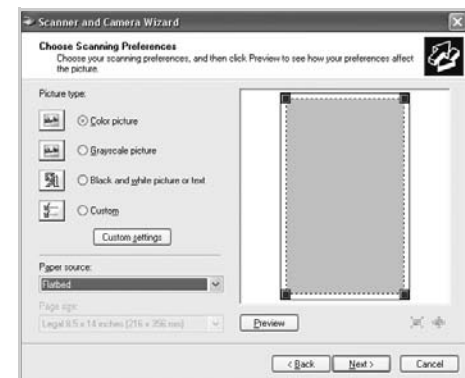 Scanner and Camera Wizard
Choose Scanning Preferences
Choose your scanning preferences, and then click Preview to see how your preferences affect
the picture.
Picture type:
Color picture
Grayscale picture
Black and white picture or text
Custom
Custom settings
Paper source:
Flatbed
Page size:
Legal 8.5 x 14 inches (216 x 356 mm)
Preview
< Back
Next >
Cancel